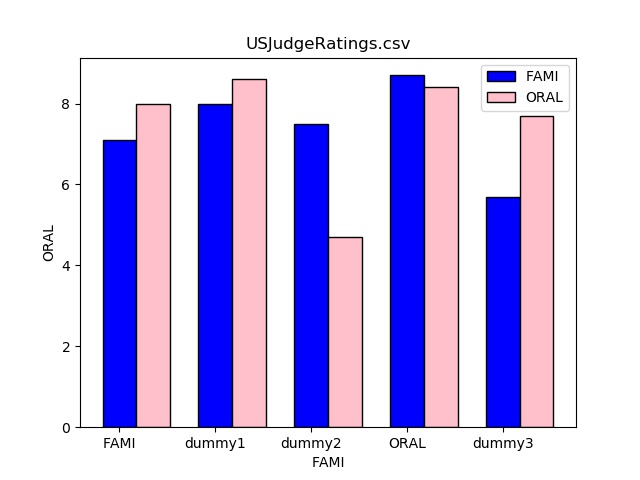 USJudgeRatings.csv
FAMI
ORAL
ORAL
8
6
4
2
0
FAMI dummy1 dummy2 ORAL dummy3
FAMI